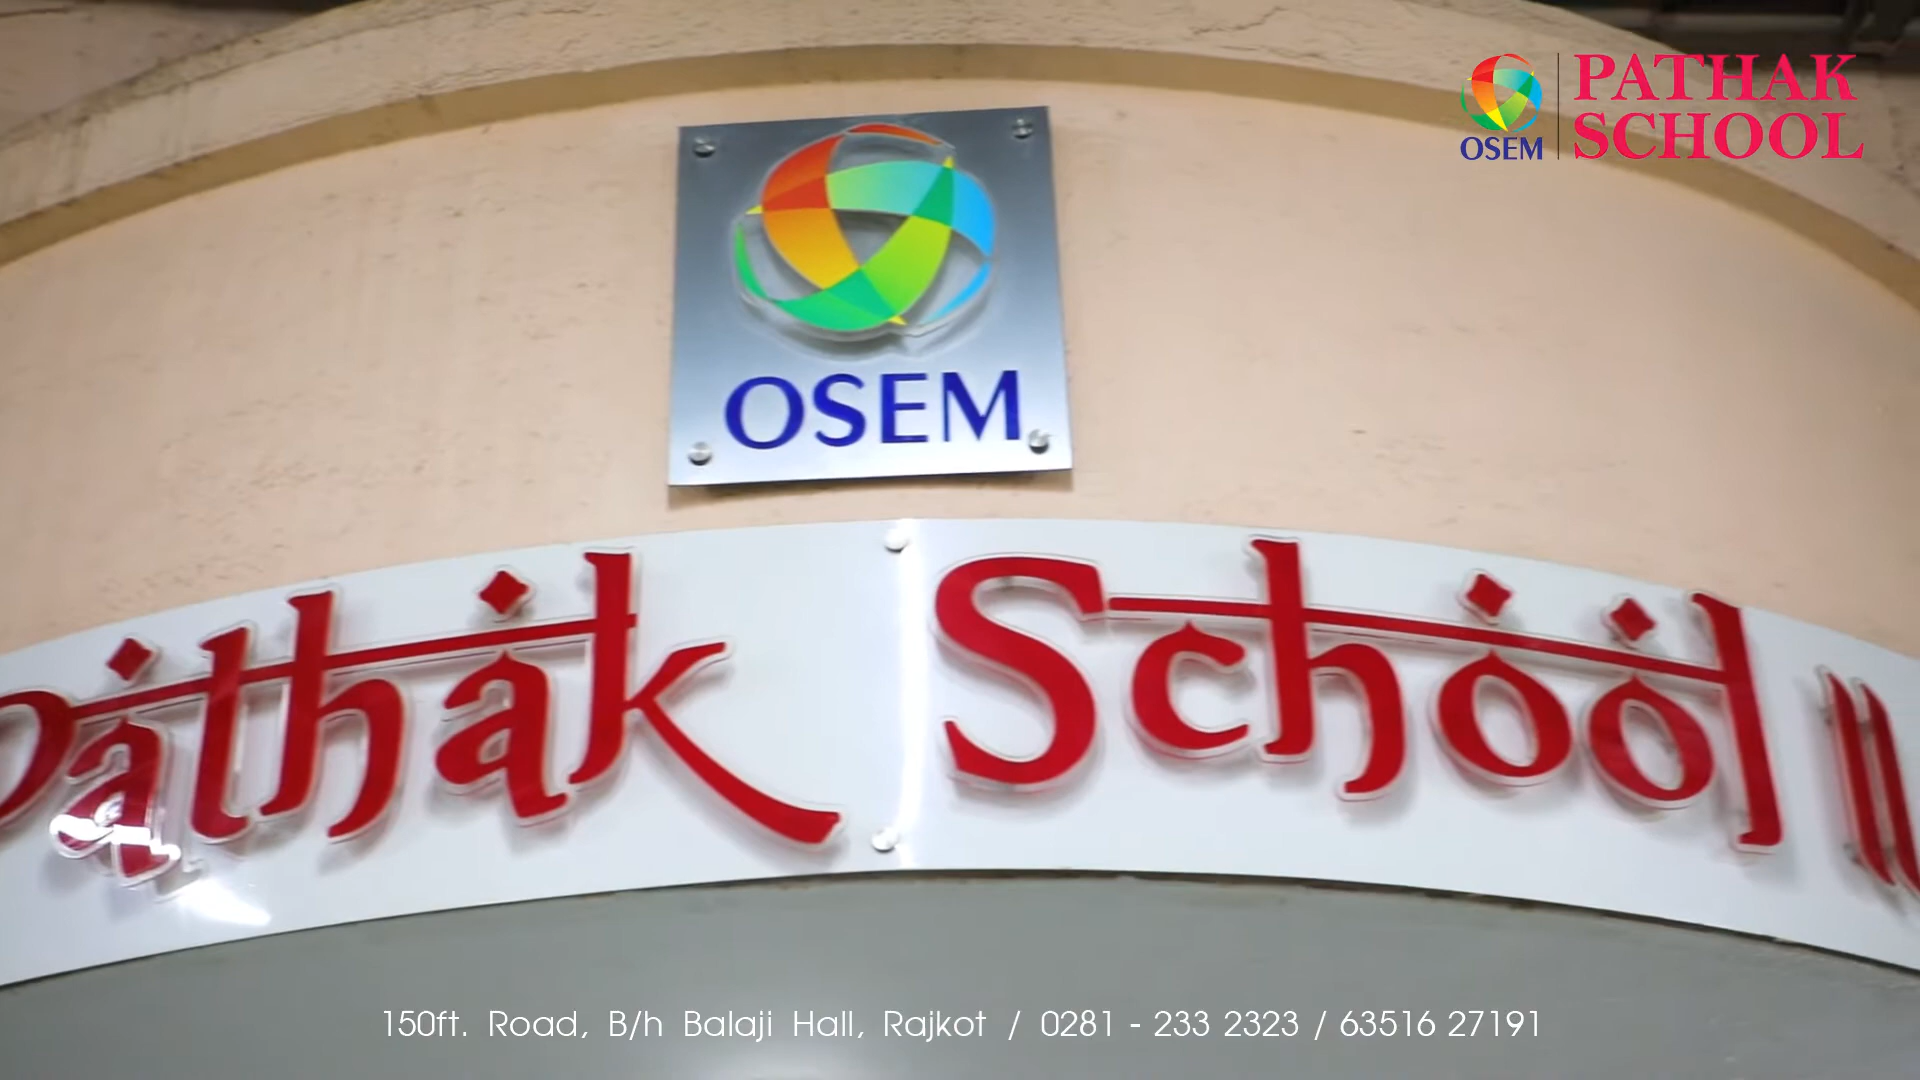 PATHAK
SCHOOL
OSEM
OSEM
Pathak School ||
150ft. Road, B/h Balaji Hall, Rajkot / 0281 - 233 2323 / 63516 27191